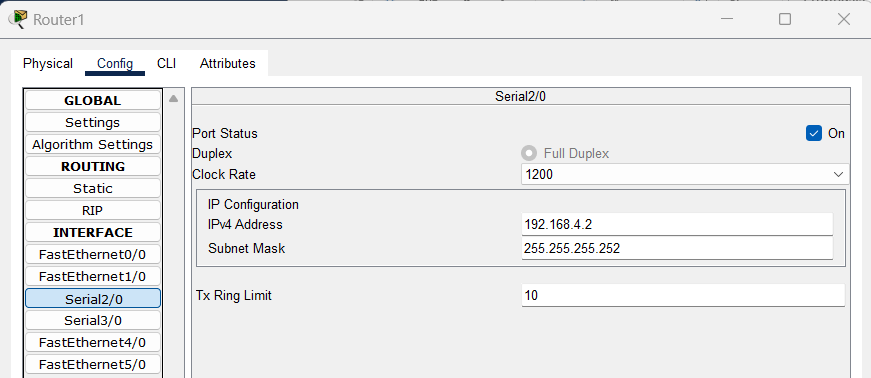 Router1
Physical Config CLI Attributes
GLOBAL
Settings
Algorithm Settings
ROUTING
Static
RIP
INTERFACE
FastEthernet0/0
FastEthernet1/0
Serial2/0
Serial3/0
FastEthernet4/0
FastEthernet5/0
Serial2/0
Port Status On
Duplex Full Duplex
Clock Rate 1200
IP Configuration
IPv4 Address 192.168.4.2
Subnet Mask 255.255.255.252
Tx Ring Limit 10